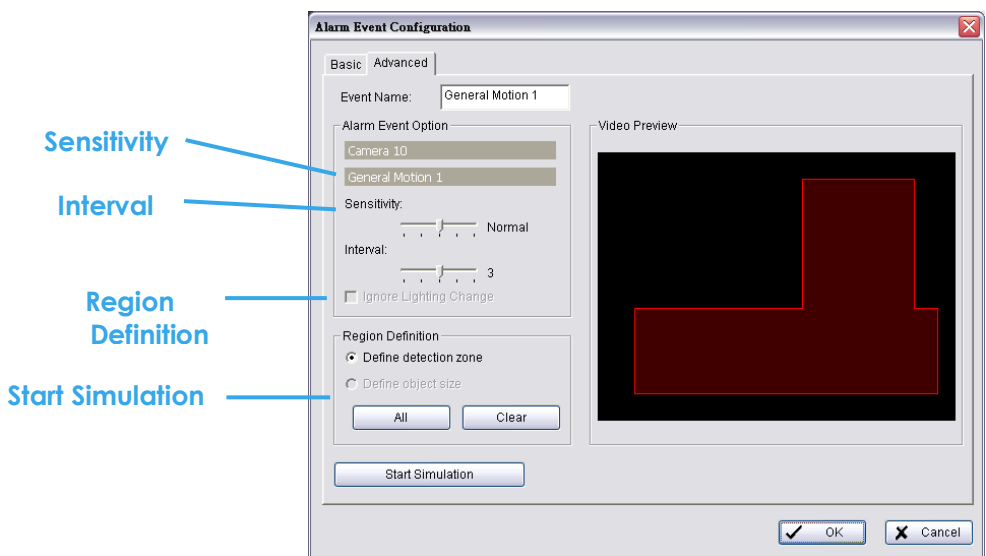 Alarm Event Configuration
Basic
Advanced
Event Name:
General Motion 1
Alarm Event Option
Camera 10
General Motion 1
Sensitivity:
Normal
Interval:
3
Ignore Lighting Change
Region Definition
Define detection zone
Define object size
All
Clear
Start Simulation
Video Preview
OK
Cancel
Sensitivity
Interval
Region
Definition
Start Simulation